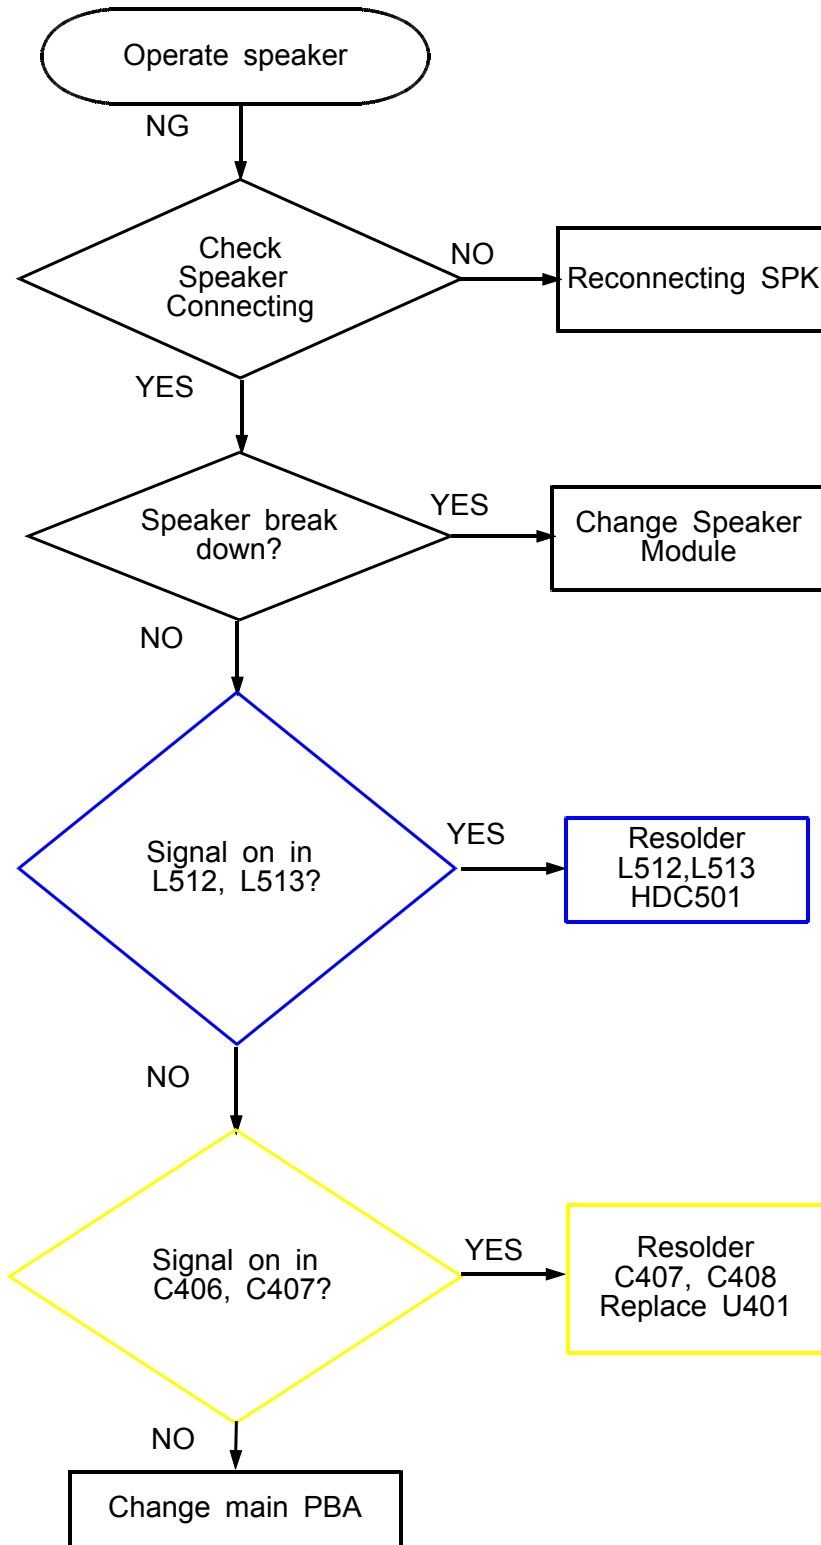 Operate speaker
NG
Check
Speaker
Connecting
NO
Reconnecting SPK
YES
Speaker break
down?
YES
Change Speaker
Module
NO
Signal on in
L512, L513?
YES
Resolder
L512,L513
HDC501
NO
Signal on in
C406, C407?
YES
Resolder
C407, C408
Replace U401
NO
Change main PBA